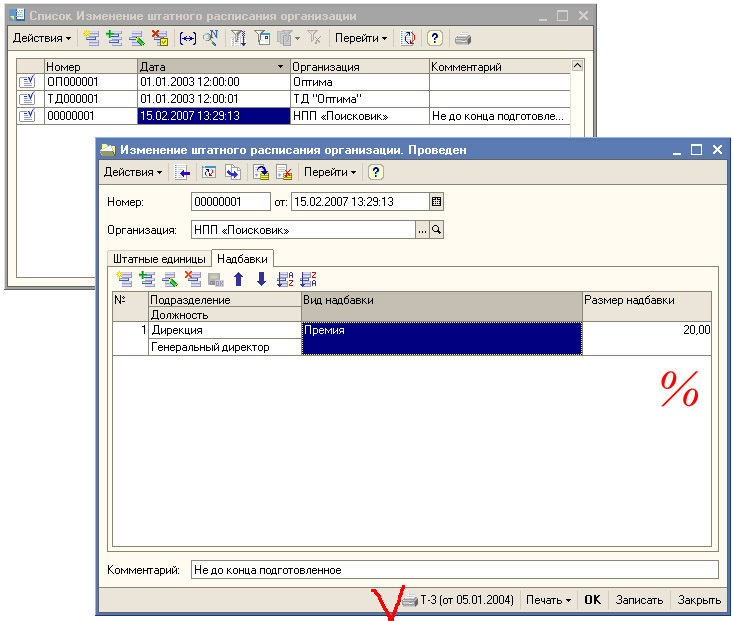 Список Изменение штатного расписания организации
Действия Перейти ?
Номер Дата Организация Комментарий
ОП000001 01.01.2003 12:00:00 Оптима
ТД000001 01.01.2003 12:00:01 ТД "Оптима"
00000001 15.02.2007 13:29:13 НПП «Поисковик» Не до конца подготовле...
Изменение штатного расписания организации. Проведен
Действия Перейти ?
Номер: 00000001 от: 15.02.2007 13:29:13
Организация: НПП «Поисковик» ...
Штатные единицы Надбавки
№ Подразделение Вид надбавки Размер надбавки
Должность
1 Дирекция Премия 20,00
Генеральный директор
%
Комментарий: Не до конца подготовленное
Т-3 (от 05.01.2004) Печать OK Записать Закрыть